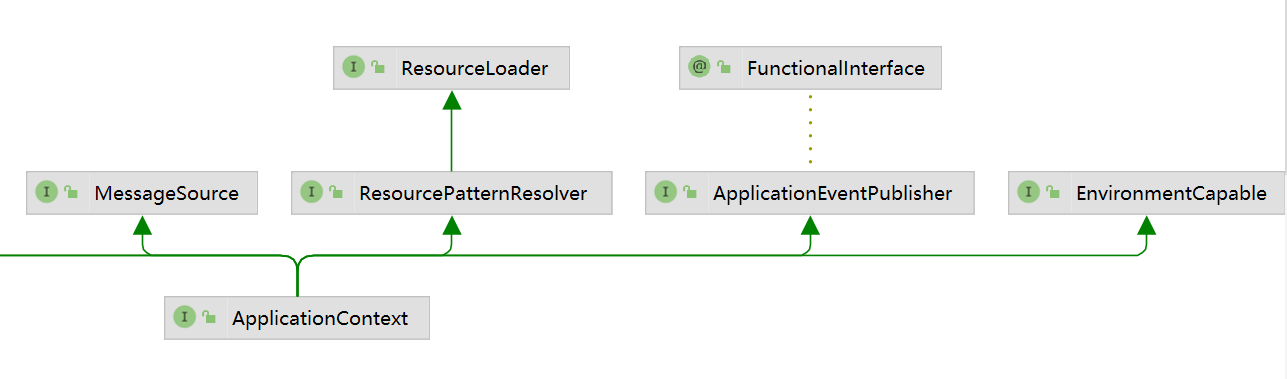 I ResourceLoader
@ FunctionalInterface
I MessageSource
I ResourcePatternResolver
I ApplicationEventPublisher
I EnvironmentCapable
I ApplicationContext